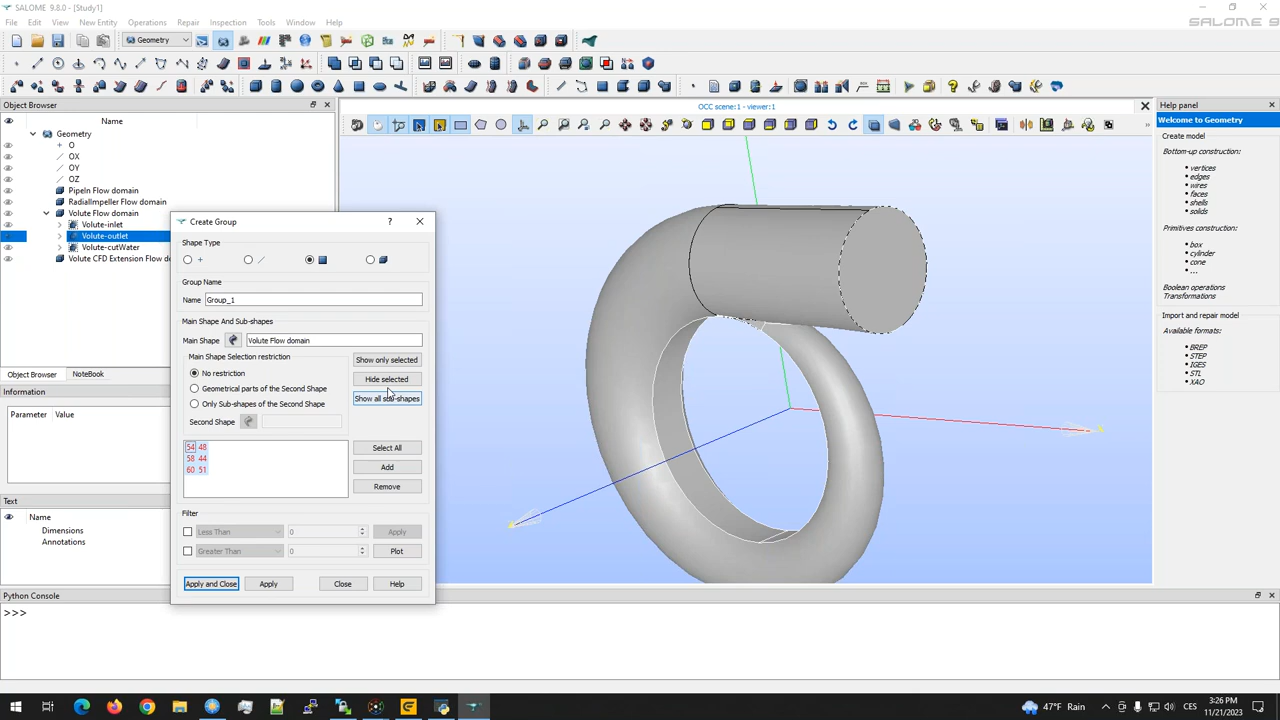 SALOME 9.8.0 - [Study1]
File Edit View New Entity Operations Repair Inspection Tools Window Help
SALOME 9
Geometry
Object Browser
OCC scene:1 - viewer:1
Help panel
Name
Welcome to Geometry
Geometry
O
OX
OY
OZ
PipeIn Flow domain
RadialImpeller Flow domain
Volute Flow domain
Volute-inlet
Volute-outlet
Volute-cutWater
Volute CFD Extension Flow do
Create model
Bottom-up construction:
vertices
edges
wires
faces
shells
solids
Primitives construction:
box
cylinder
cone
...
Boolean operations
Transformations
Import and repair model
Available formats:
BREP
STEP
IGES
STL
XAO
Create Group
Shape Type
Group Name
Name Group_1
Main Shape And Sub-shapes
Main Shape Volute Flow domain
Main Shape Selection restriction
No restriction
Geometrical parts of the Second Shape
Only Sub-shapes of the Second Shape
Second Shape
Show only selected
Hide selected
Show all sub-shapes
54 48
58 44
60 51
Select All
Add
Remove
Filter
Less Than 0 Apply
Greater Than 0 Plot
Apply and Close Apply Close Help
Object Browser NoteBook
Information
Parameter Value
Text
Name
Dimensions
Annotations
Python Console
>>>
47°F Rain
CES
3:26 PM
11/21/2023